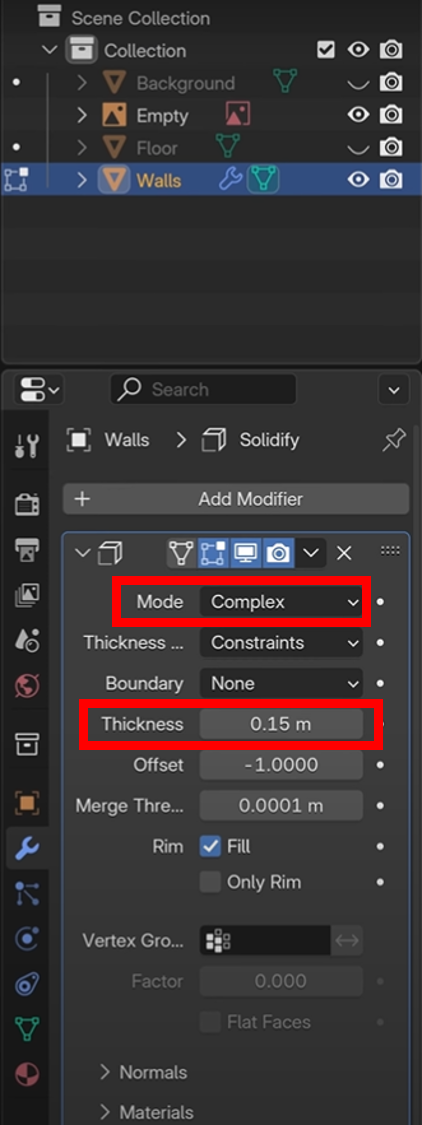 Scene Collection
Collection
Background
Empty
Floor
Walls
Search
Walls > Solidify
+ Add Modifier
Mode Complex
Thickness ... Constraints
Boundary None
Thickness 0.15 m
Offset -1.0000
Merge Thre... 0.0001 m
Rim Fill
Only Rim
Vertex Gro...
Factor 0.000
Flat Faces
Normals
Materials